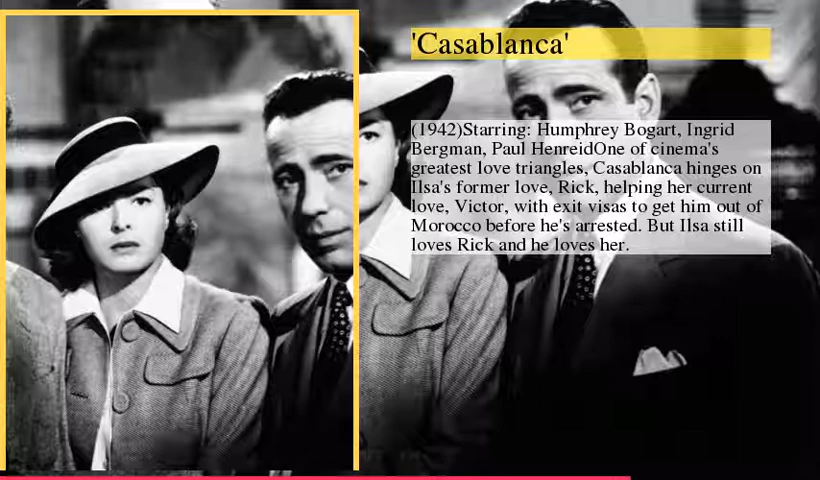 'Casablanca'
(1942)Starring: Humphrey Bogart, Ingrid
Bergman, Paul HenreidOne of cinema's
greatest love triangles, Casablanca hinges on
Ilsa's former love, Rick, helping her current
love, Victor, with exit visas to get him out of
Morocco before he's arrested. But Ilsa still
loves Rick and he loves her.